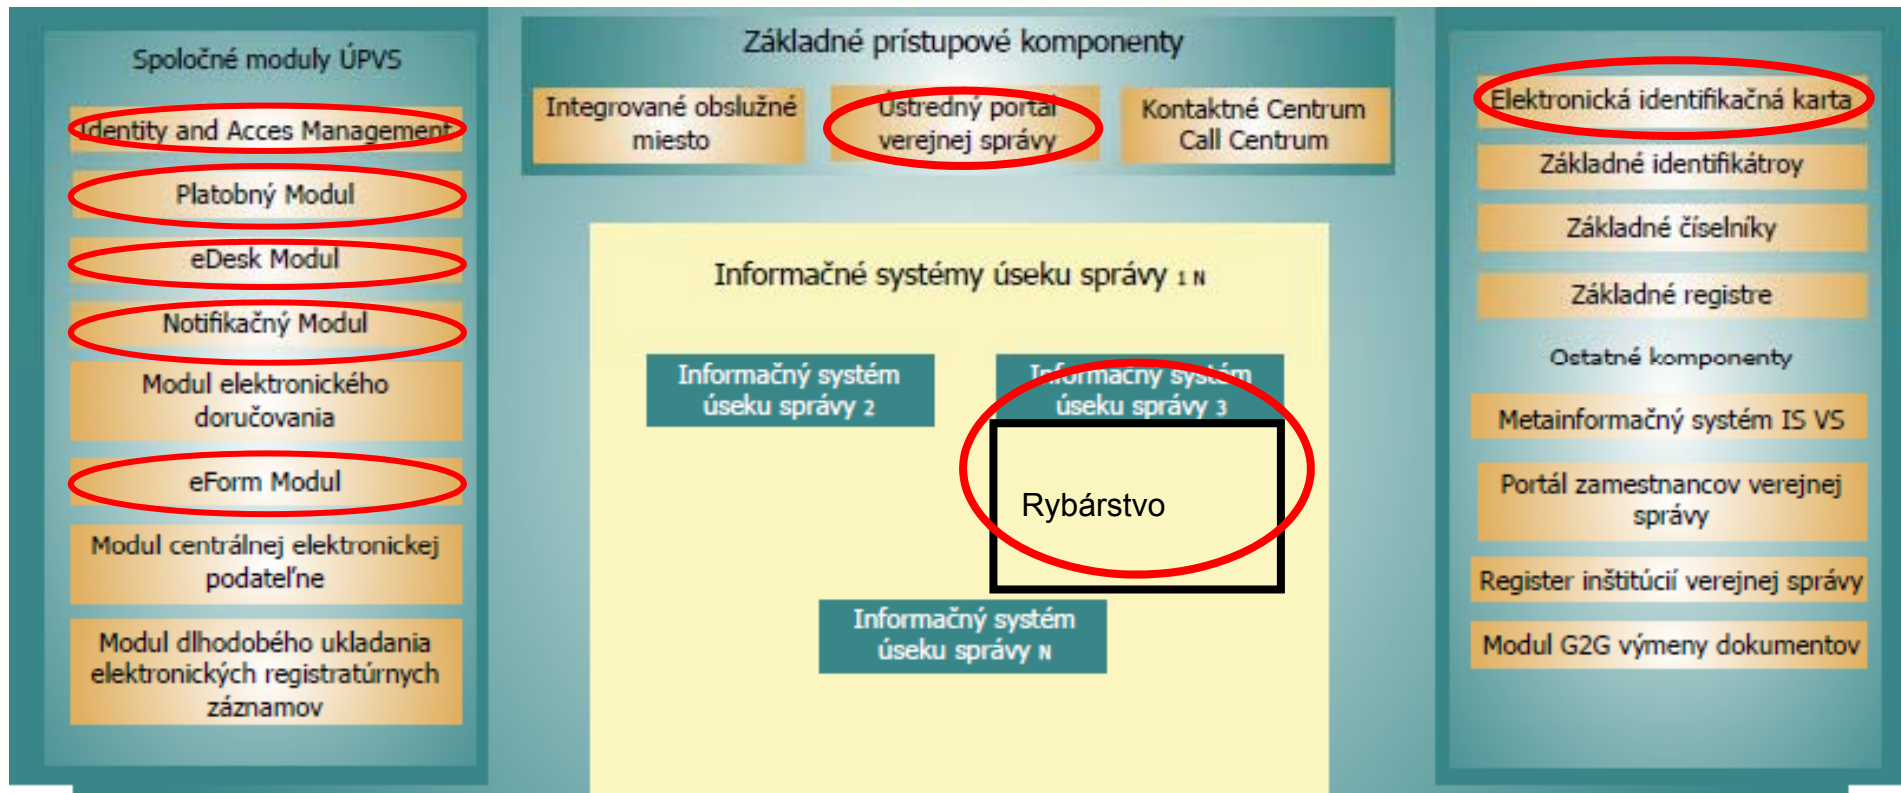 Spoločné moduly ÚPVS
Identity and Acces Management
Platobný Modul
eDesk Modul
Notifikačný Modul
Modul elektronického
doručovania
eForm Modul
Modul centrálnej elektronickej
podateľne
Modul dlhodobého ukladania
elektronických registratúrnych
záznamov
Základné prístupové komponenty
Integrované obslužné
miesto
Ústredný portál
verejnej správy
Kontaktné Centrum
Call Centrum
Informačné systémy úseku správy 1 N
Informačný systém
úseku správy 2
Informačný systém
úseku správy 3
Rybárstvo
Informačný systém
úseku správy N
Elektronická identifikačná karta
Základné identifikátroy
Základné číselníky
Základné registre
Ostatné komponenty
Metainformačný systém IS VS
Portál zamestnancov verejnej
správy
Register inštitúcií verejnej správy
Modul G2G výmeny dokumentov